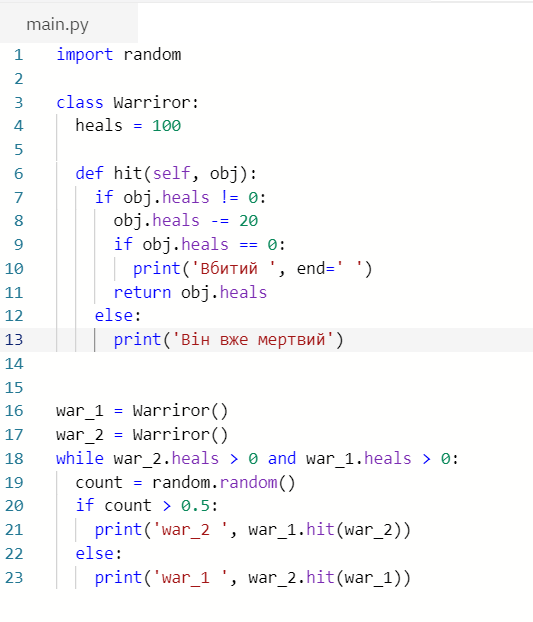 main.py
1 import random
2
3 class Warriror:
4   heals = 100
5
6   def hit(self, obj):
7     if obj.heals != 0:
8       obj.heals -= 20
9       if obj.heals == 0:
10         print('Вбитий ', end=' ')
11       return obj.heals
12     else:
13       print('Він вже мертвий')
14
15
16 war_1 = Warriror()
17 war_2 = Warriror()
18 while war_2.heals > 0 and war_1.heals > 0:
19   count = random.random()
20   if count > 0.5:
21     print('war_2 ', war_1.hit(war_2))
22   else:
23     print('war_1 ', war_2.hit(war_1))